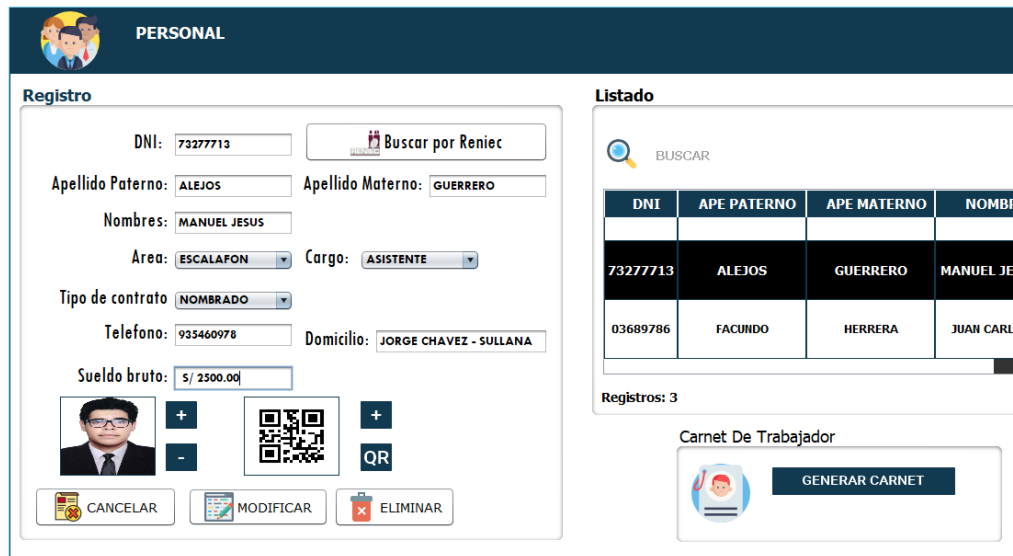 PERSONAL
Registro
DNI: 73277713 Buscar por Reniec
Apellido Paterno: ALEJOS Apellido Materno: GUERRERO
Nombres: MANUEL JESUS
Area: ESCALAFON Cargo: ASISTENTE
Tipo de contrato NOMBRADO
Telefono: 935460978 Domicilio: JORGE CHAVEZ - SULLANA
Sueldo bruto: S/ 2500.00
+ +
- QR
CANCELAR MODIFICAR ELIMINAR
Listado
BUSCAR
DNI APE PATERNO APE MATERNO NOMBR
73277713 ALEJOS GUERRERO MANUEL JE
03689786 FACUNDO HERRERA JUAN CARL
Registros: 3
Carnet De Trabajador
GENERAR CARNET